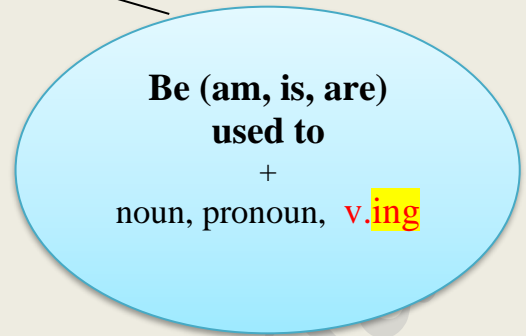 Be (am, is, are)
used to
+
noun, pronoun, v.ing